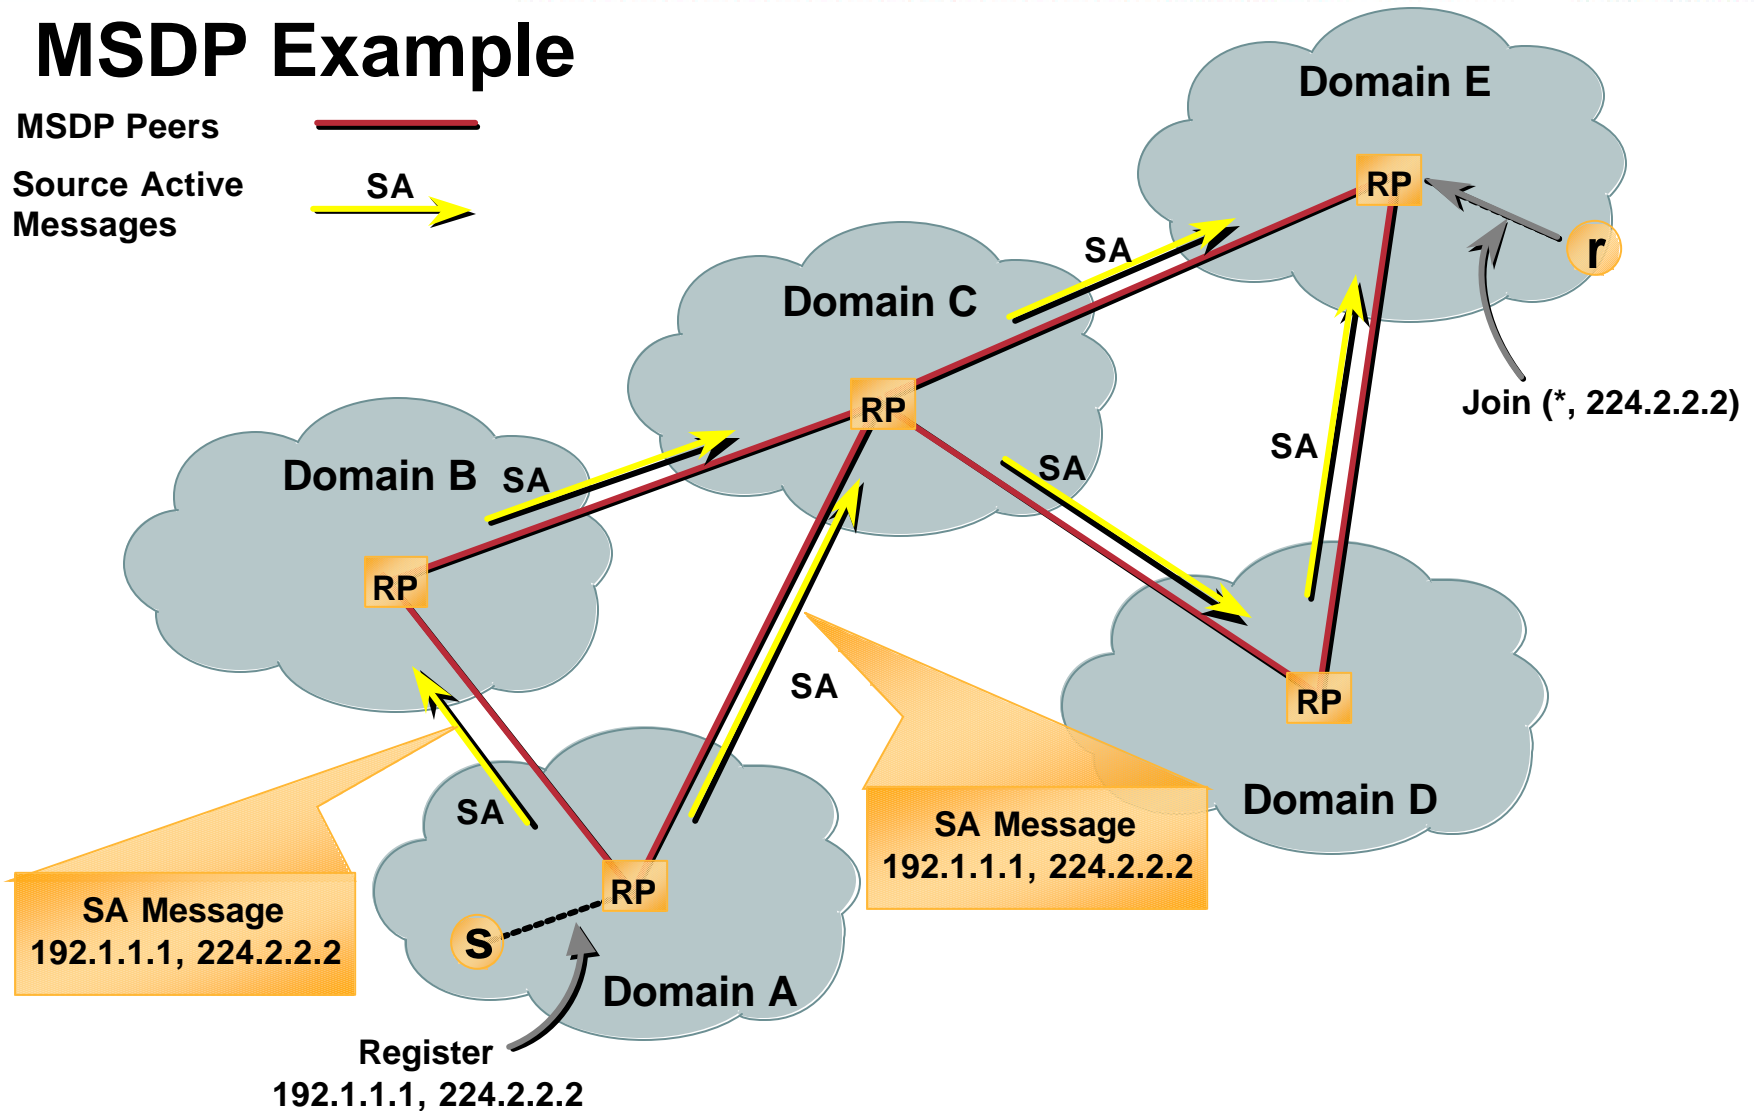 MSDP Example
MSDP Peers
Source Active
Messages
SA
Domain E
RP
r
SA
Domain C
Join (*, 224.2.2.2)
RP
SA
SA
Domain B
SA
RP
SA
RP
Domain D
SA
SA Message
192.1.1.1, 224.2.2.2
RP
SA Message
192.1.1.1, 224.2.2.2
s
Domain A
Register
192.1.1.1, 224.2.2.2